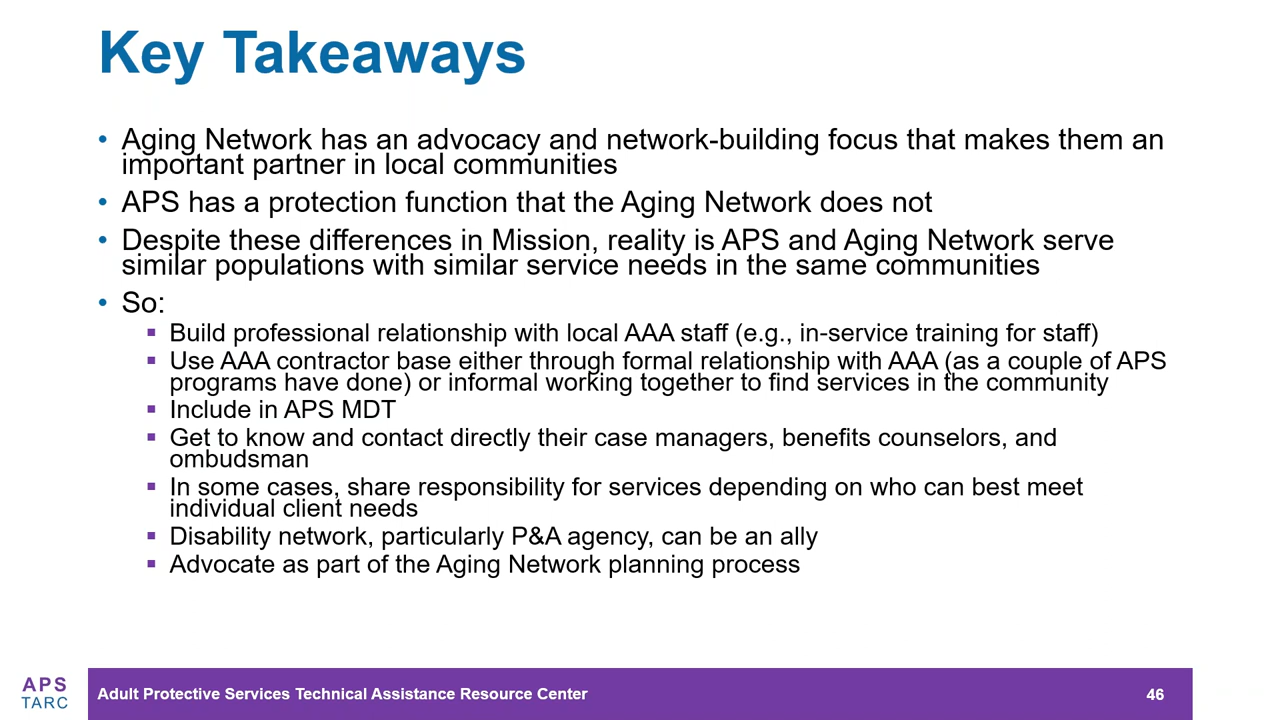 Key Takeaways
• Aging Network has an advocacy and network-building focus that makes them an
important partner in local communities
• APS has a protection function that the Aging Network does not
• Despite these differences in Mission, reality is APS and Aging Network serve
similar populations with similar service needs in the same communities
• So:
▪ Build professional relationship with local AAA staff (e.g., in-service training for staff)
▪ Use AAA contractor base either through formal relationship with AAA (as a couple of APS
programs have done) or informal working together to find services in the community
▪ Include in APS MDT
▪ Get to know and contact directly their case managers, benefits counselors, and
ombudsman
▪ In some cases, share responsibility for services depending on who can best meet
individual client needs
▪ Disability network, particularly P&A agency, can be an ally
▪ Advocate as part of the Aging Network planning process
APS
TARC
Adult Protective Services Technical Assistance Resource Center
46